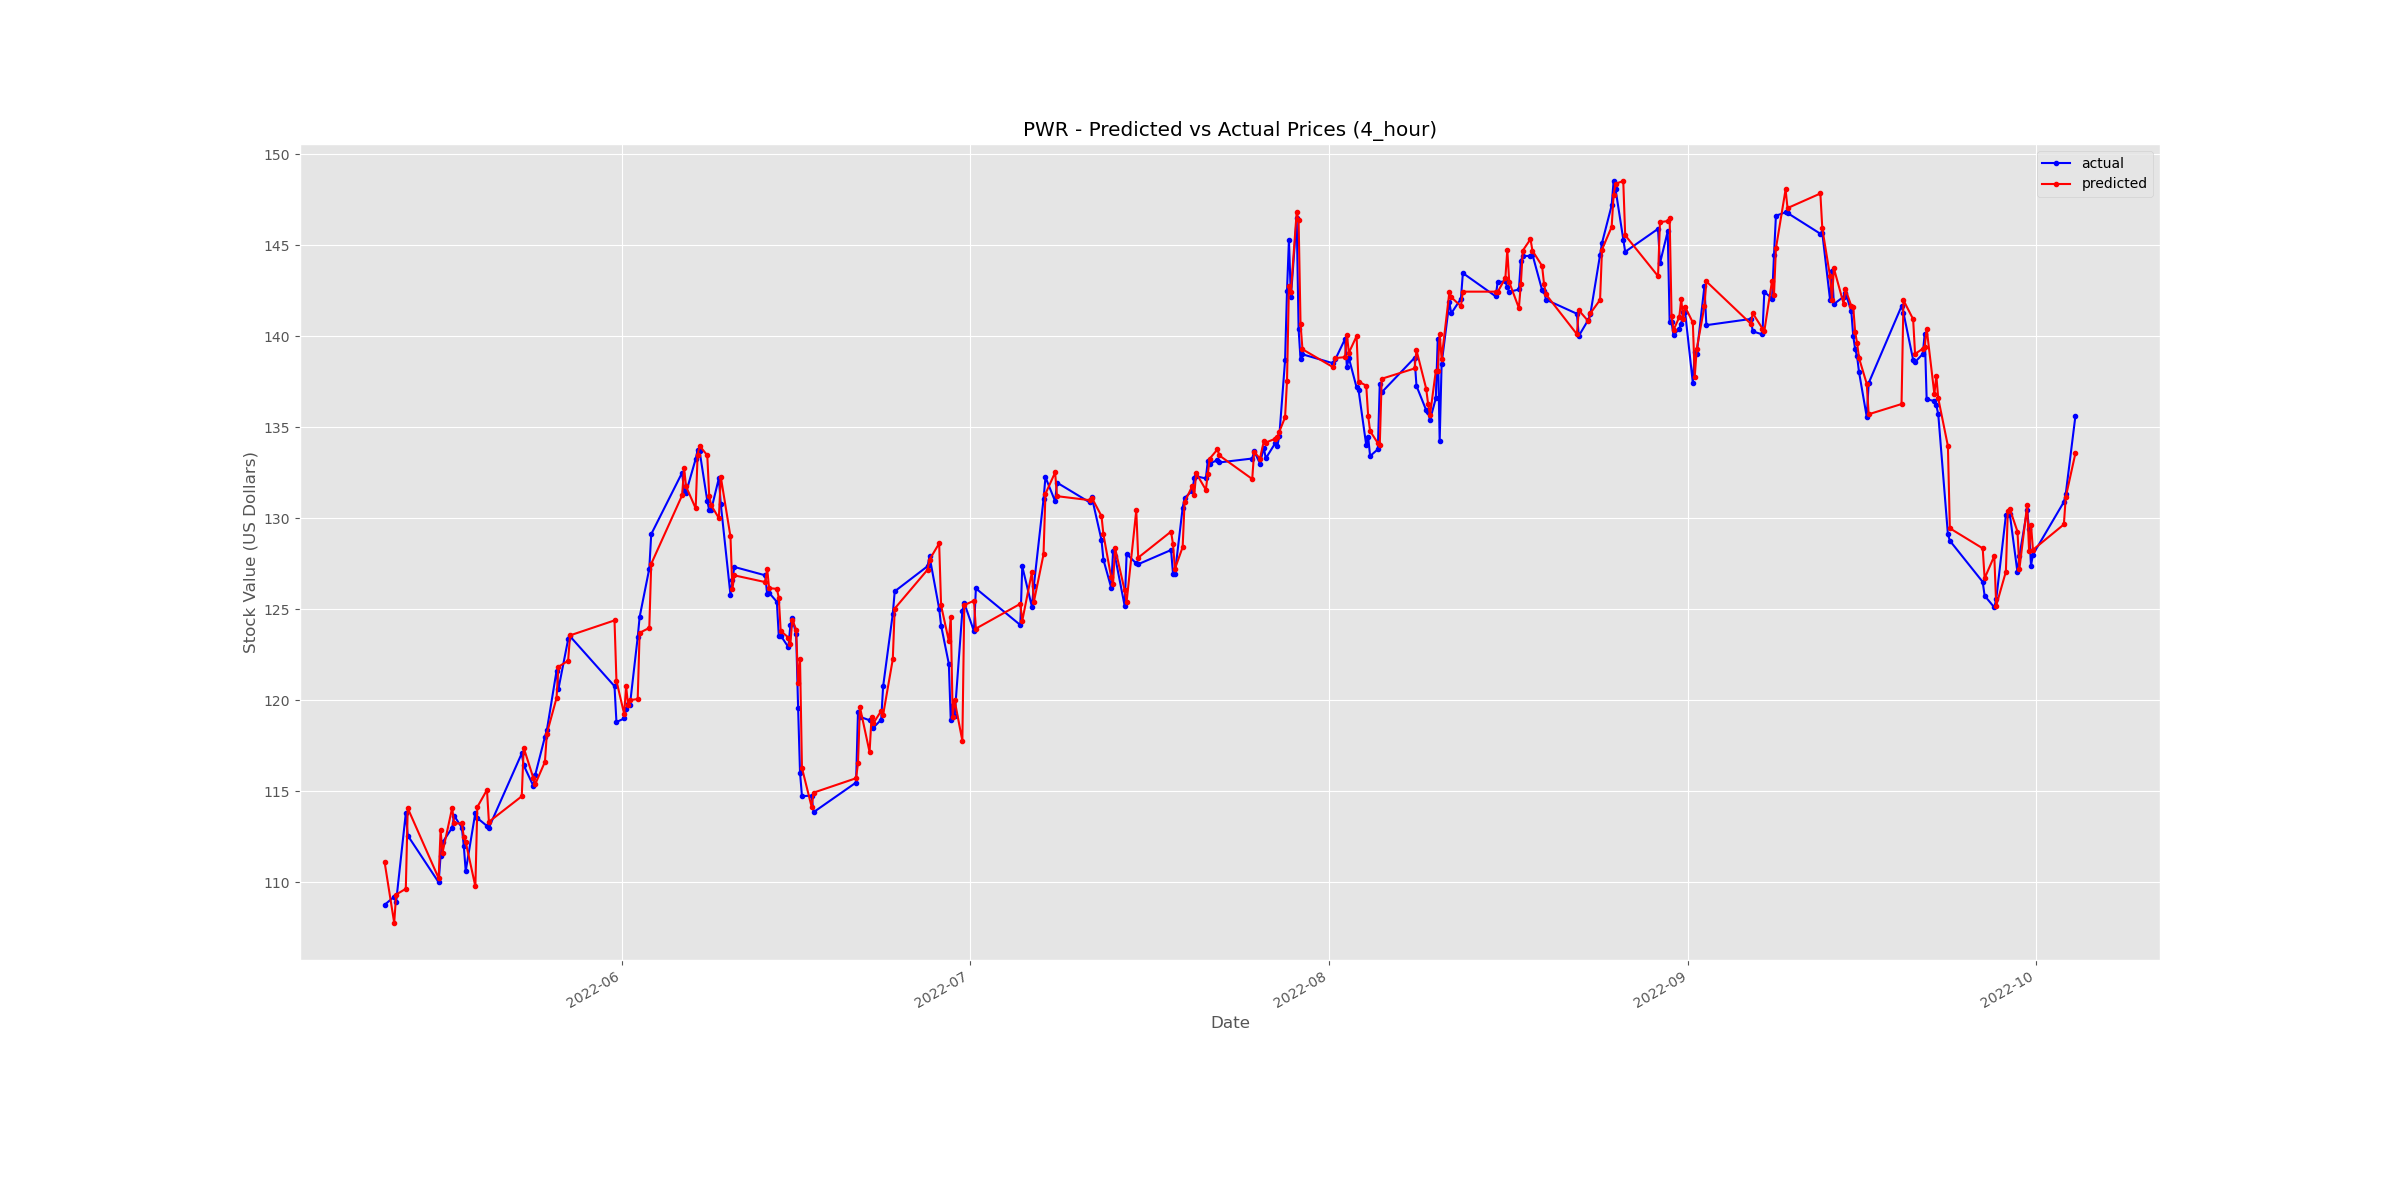 PWR - Predicted vs Actual Prices (4_hour)
150
145
140
135
130
125
120
115
110
Stock Value (US Dollars)
actual
predicted
2022-06
2022-07
2022-08
2022-09
2022-10
Date